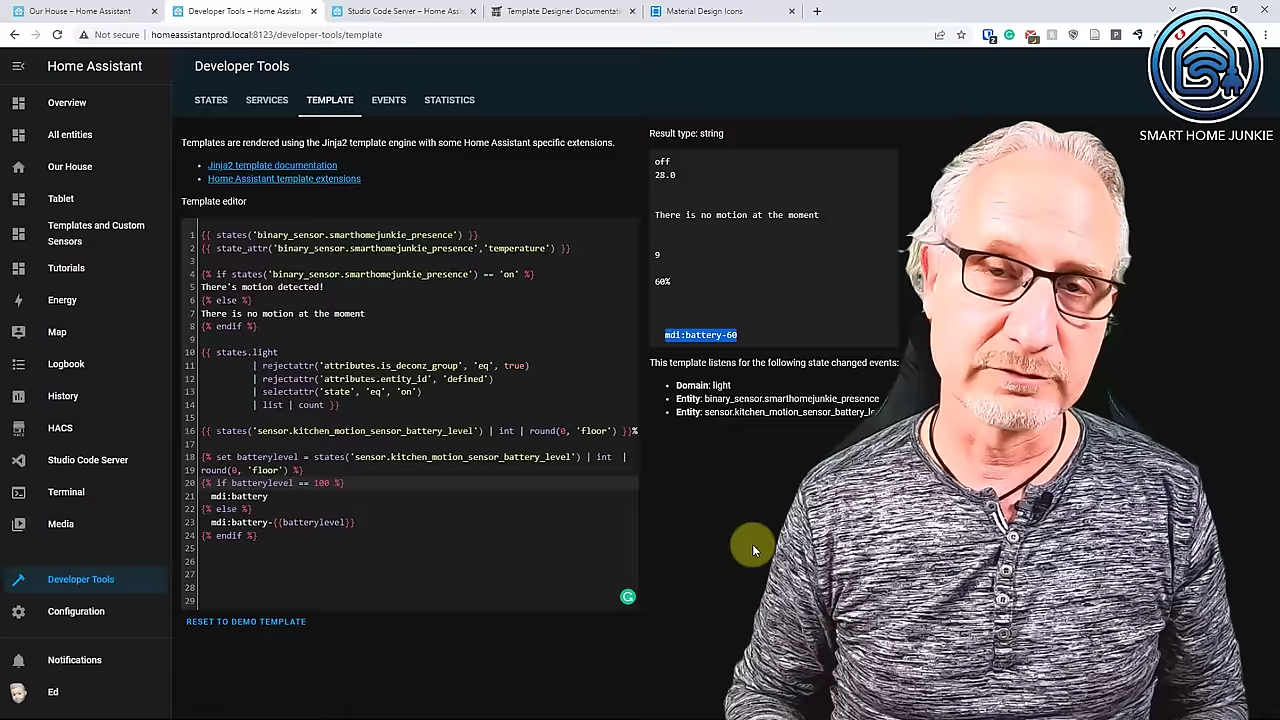 Our House – Home Assistant
Developer Tools – Home Assistan
Studio Code Server – Home Assis
Template Designer Documentati
Material Design Icons
Not secure
homeassistantprod.local:8123/developer-tools/template
SMART HOME JUNKIE
Home Assistant
Overview
All entities
Our House
Tablet
Templates and Custom
Sensors
Tutorials
Energy
Map
Logbook
History
HACS
Studio Code Server
Terminal
Media
Developer Tools
Configuration
Notifications
Ed
Developer Tools
STATES SERVICES TEMPLATE EVENTS STATISTICS
Templates are rendered using the Jinja2 template engine with some Home Assistant specific extensions.
• Jinja2 template documentation
• Home Assistant template extensions
Template editor
1 {{ states('binary_sensor.smarthomejunkie_presence') }}
2 {{ state_attr('binary_sensor.smarthomejunkie_presence','temperature') }}
3
4 {% if states('binary_sensor.smarthomejunkie_presence') == 'on' %}
5 There's motion detected!
6 {% else %}
7 There is no motion at the moment
8 {% endif %}
9
10 {{ states.light
11 | rejectattr('attributes.is_deconz_group', 'eq', true)
12 | rejectattr('attributes.entity_id', 'defined')
13 | selectattr('state', 'eq', 'on')
14 | list | count }}
15
16 {{ states('sensor.kitchen_motion_sensor_battery_level') | int | round(0, 'floor') }}%
17
18 {% set batterylevel = states('sensor.kitchen_motion_sensor_battery_level') | int |
19 round(0, 'floor') %}
20 {% if batterylevel == 100 %}
21 mdi:battery
22 {% else %}
23 mdi:battery-{{batterylevel}}
24 {% endif %}
25
26
27
28
29
RESET TO DEMO TEMPLATE
Result type: string
off
28.0
There is no motion at the moment
9
60%
mdi:battery-60
This template listens for the following state changed events:
• Domain: light
• Entity: binary_sensor.smarthomejunkie_presence
• Entity: sensor.kitchen_motion_sensor_battery_le